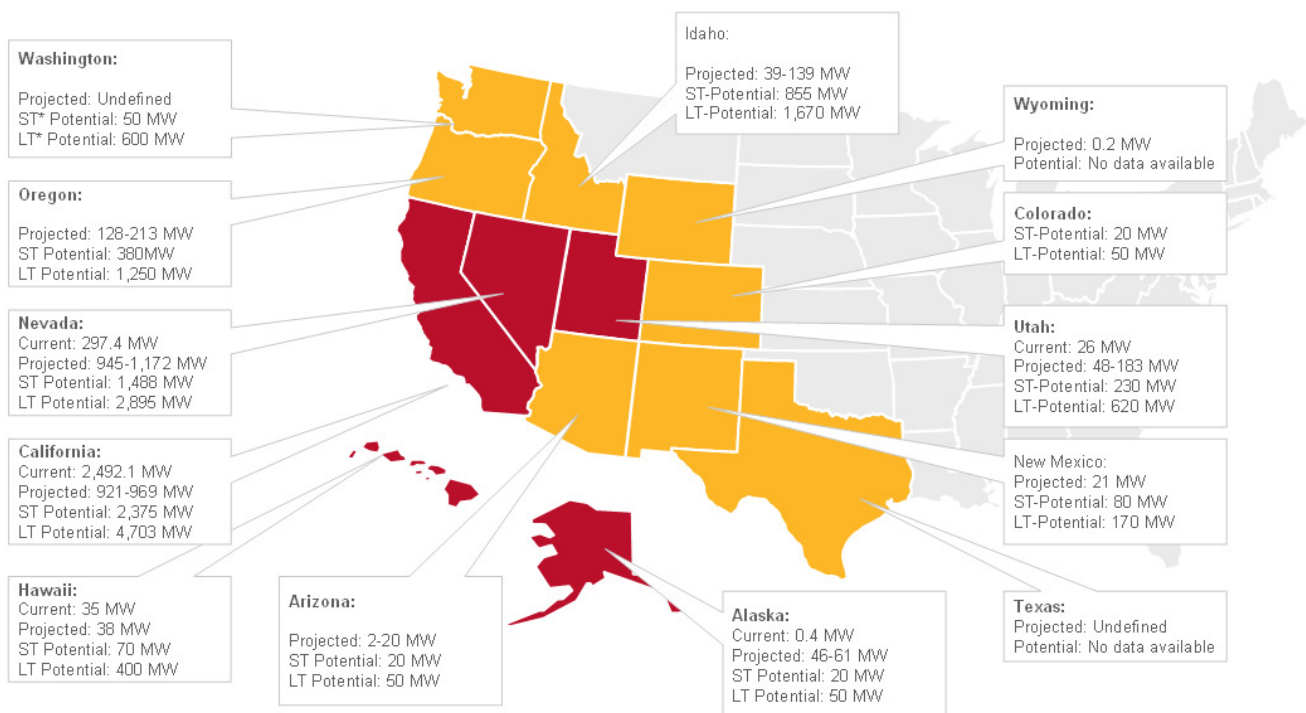 Washington:
Projected: Undefined
ST* Potential: 50 MW
LT* Potential: 600 MW
Oregon:
Projected: 128-213 MW
ST Potential: 380MW
LT Potential: 1,250 MW
Nevada:
Current: 297.4 MW
Projected: 945-1,172 MW
ST Potential: 1,488 MW
LT Potential: 2,895 MW
California:
Current: 2,492.1 MW
Projected: 921-969 MW
ST Potential: 2,375 MW
LT Potential: 4,703 MW
Hawaii:
Current: 35 MW
Projected: 38 MW
ST Potential: 70 MW
LT Potential: 400 MW
Arizona:
Projected: 2-20 MW
ST Potential: 20 MW
LT Potential: 50 MW
Idaho:
Projected: 39-139 MW
ST-Potential: 855 MW
LT-Potential: 1,670 MW
Alaska:
Current: 0.4 MW
Projected: 46-61 MW
ST Potential: 20 MW
LT Potential: 50 MW
Wyoming:
Projected: 0.2 MW
Potential: No data available
Colorado:
ST-Potential: 20 MW
LT-Potential: 50 MW
Utah:
Current: 26 MW
Projected: 48-183 MW
ST-Potential: 230 MW
LT-Potential: 620 MW
New Mexico:
Projected: 21 MW
ST-Potential: 80 MW
LT-Potential: 170 MW
Texas:
Projected: Undefined
Potential: No data available